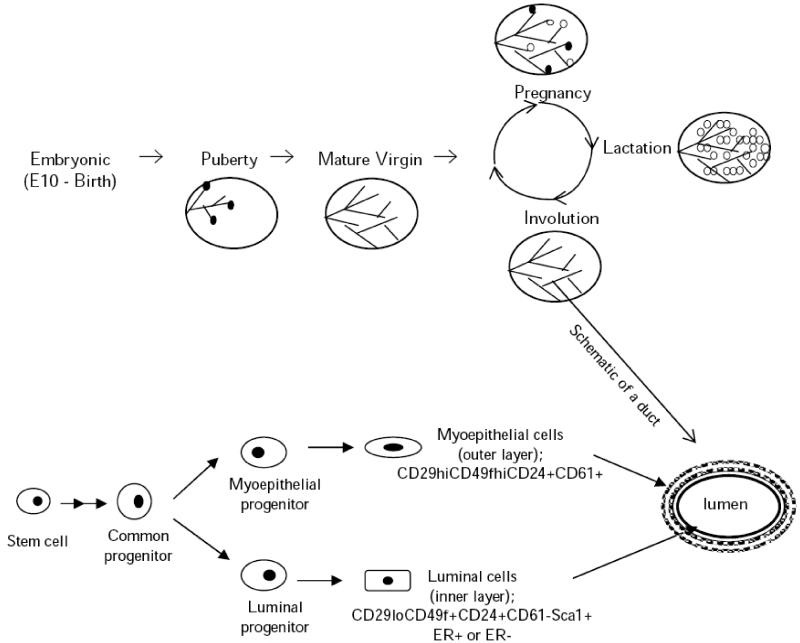 Pregnancy
Embryonic
(E10 - Birth)
Puberty
Mature Virgin
Lactation
Involution
Schematic of a duct
Myoepithelial cells
(outer layer);
CD29hiCD49fhiCD24+CD61+
Myoepithelial
progenitor
lumen
Stem cell
Common
progenitor
Luminal
progenitor
Luminal cells
(inner layer);
CD29loCD49f+CD24+CD61-Sca1+
ER+ or ER-